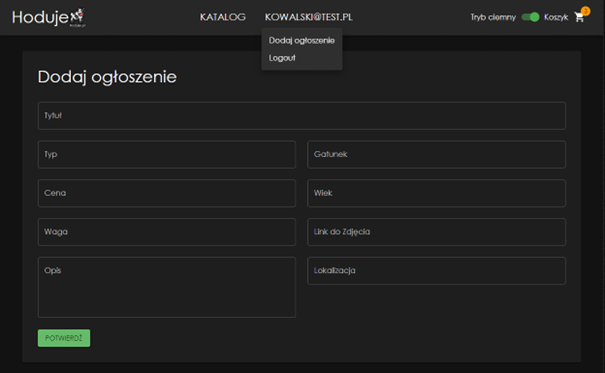 Hoduje
KATALOG KOWALSKI@TEST.PL Tryb ciemny Koszyk
Dodaj ogłoszenie
Logout
Dodaj ogłoszenie
Tytuł
Typ Gatunek
Cena Wiek
Waga Link do Zdjęcia
Opis Lokalizacja
POTWIERDŹ